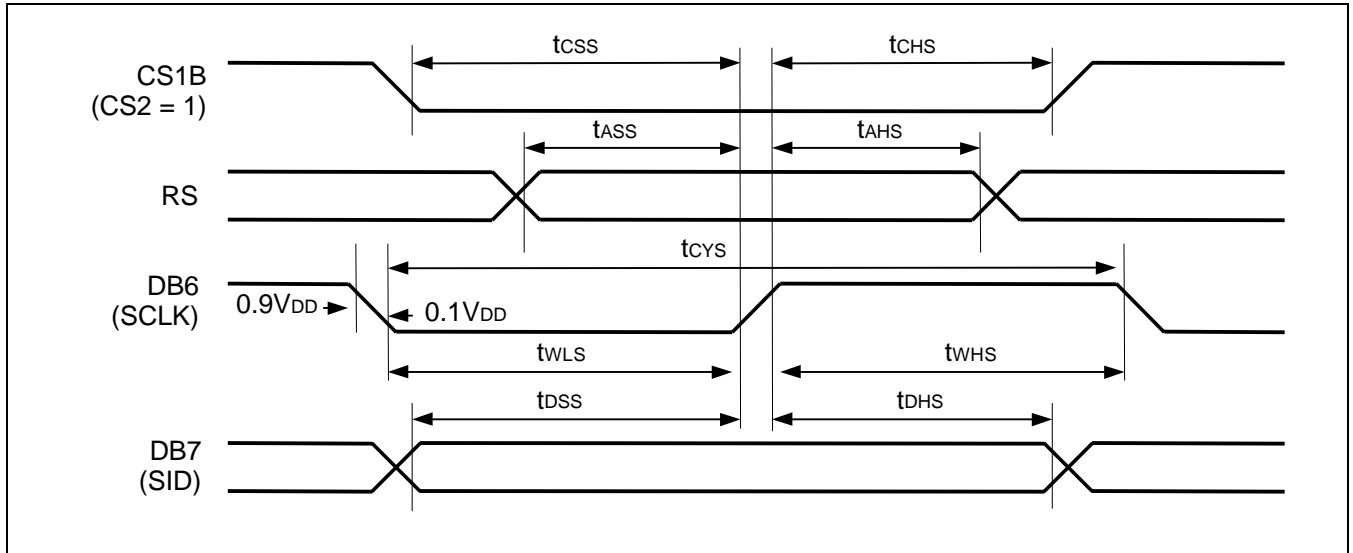 tCSS
tCHS
CS1B
(CS2 = 1)
tASS
tAHS
RS
tCYS
DB6
(SCLK)
0.9VDD
0.1VDD
tWLS
tWHS
tDSS
tDHS
DB7
(SID)